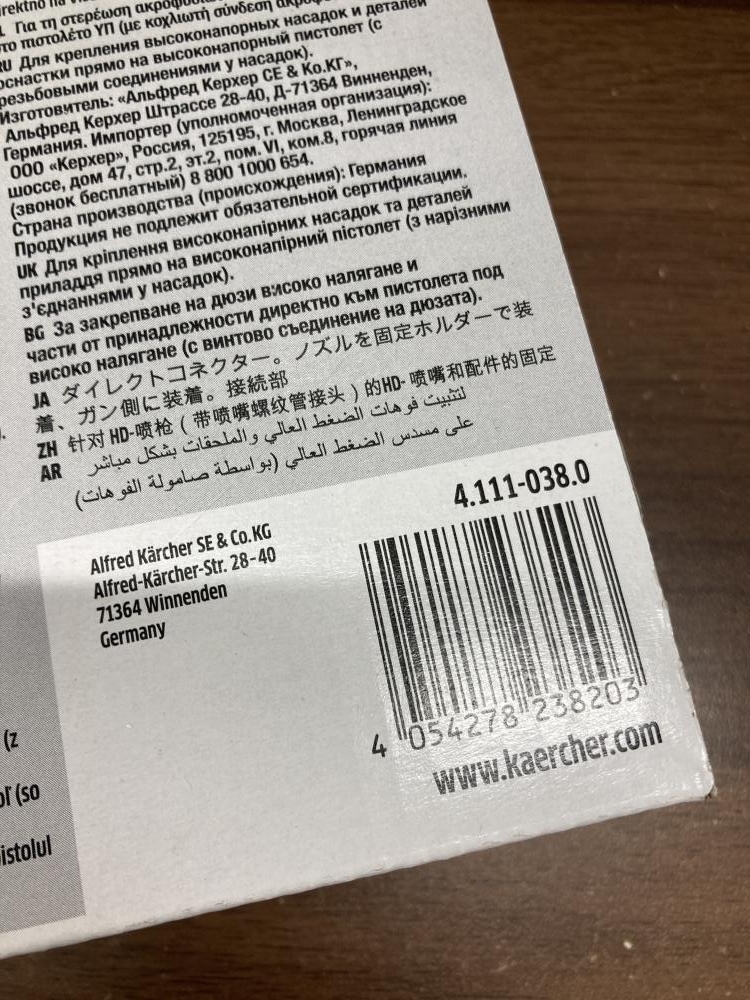 direktno na
Για τη στερέωση
το πιστολέτο ΥΠ (με κοχλιωτή σύνδεση
RU Для крепления высоконапорных насадок и деталей
оснастки прямо на высоконапорный пистолет (с
резьбовыми соединениями у насадок).
Изготовитель: «Альфред Керхер СЕ & Ко.КГ»,
Альфред Керхер Штрассе 28-40, Д-71364 Винненден,
Германия. Импортер (уполномоченная организация):
ООО «Керхер», Россия, 125195, г. Москва, Ленинградское
шоссе, дом 47, стр.2, эт.2, пом. VI, ком.8, горячая линия
(звонок бесплатный) 8 800 1000 654.
Страна производства (происхождения): Германия
Продукция не подлежит обязательной сертификации.
UK Для кріплення високонапірних насадок та деталей
приладдя прямо на високонапірний пістолет (з нарізними
з'єднаннями у насадок).
BG За закрепване на дюзи високо налягане и
части от принадлежности директно към пистолета под
високо налягане (с винтово съединение на дюзата).
JA ダイレクトコネクター。ノズルを固定ホルダーで装
着、ガン側に装着。接続部
ZH 针对 HD-喷枪（带喷嘴螺纹管接头）的HD-喷嘴和配件的固定
AR لتثبيت فوهات الضغط العالي والملحقات بشكل مباشر
على مسدس الضغط العالي (بواسطة صامولة الفوهات)
4.111-038.0
Alfred Kärcher SE & Co.KG
Alfred-Kärcher-Str. 28-40
71364 Winnenden
Germany
4 054278 238203
www.kaercher.com
(z
oľ (so
istolul